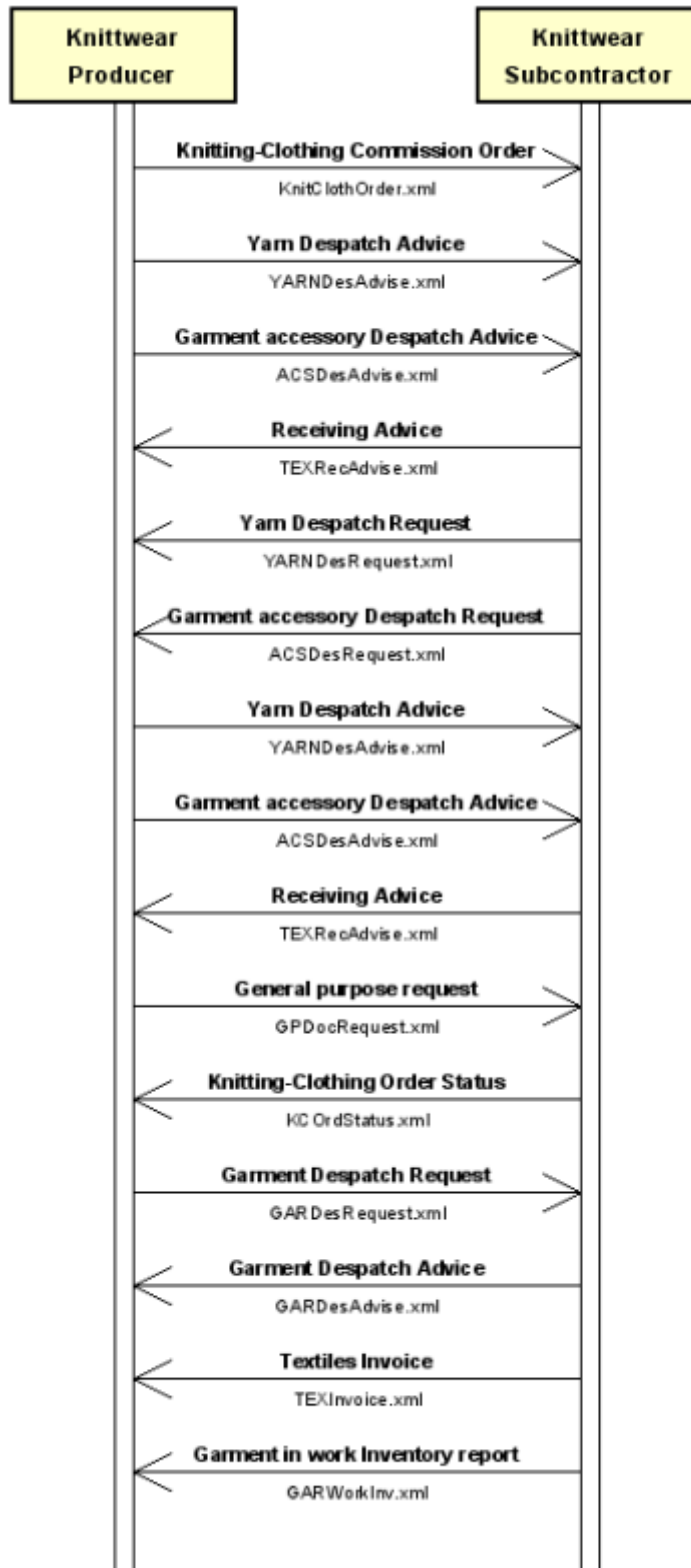 Knittwear
Producer
Knittwear
Subcontractor
Knitting-Clothing Commission Order
KnitClothOrder.xml
Yarn Despatch Advice
YARNDesAdvise.xml
Garment accessory Despatch Advice
ACSDesAdvise.xml
Receiving Advice
TEXRecAdvise.xml
Yarn Despatch Request
YARNDesRequest.xml
Garment accessory Despatch Request
ACSDesRequest.xml
Yarn Despatch Advice
YARNDesAdvise.xml
Garment accessory Despatch Advice
ACSDesAdvise.xml
Receiving Advice
TEXRecAdvise.xml
General purpose request
GPDocRequest.xml
Knitting-Clothing Order Status
KCOrdStatus.xml
Garment Despatch Request
GARDesRequest.xml
Garment Despatch Advice
GARDesAdvise.xml
Textiles Invoice
TEXInvoice.xml
Garment in work Inventory report
GARWorkInv.xml